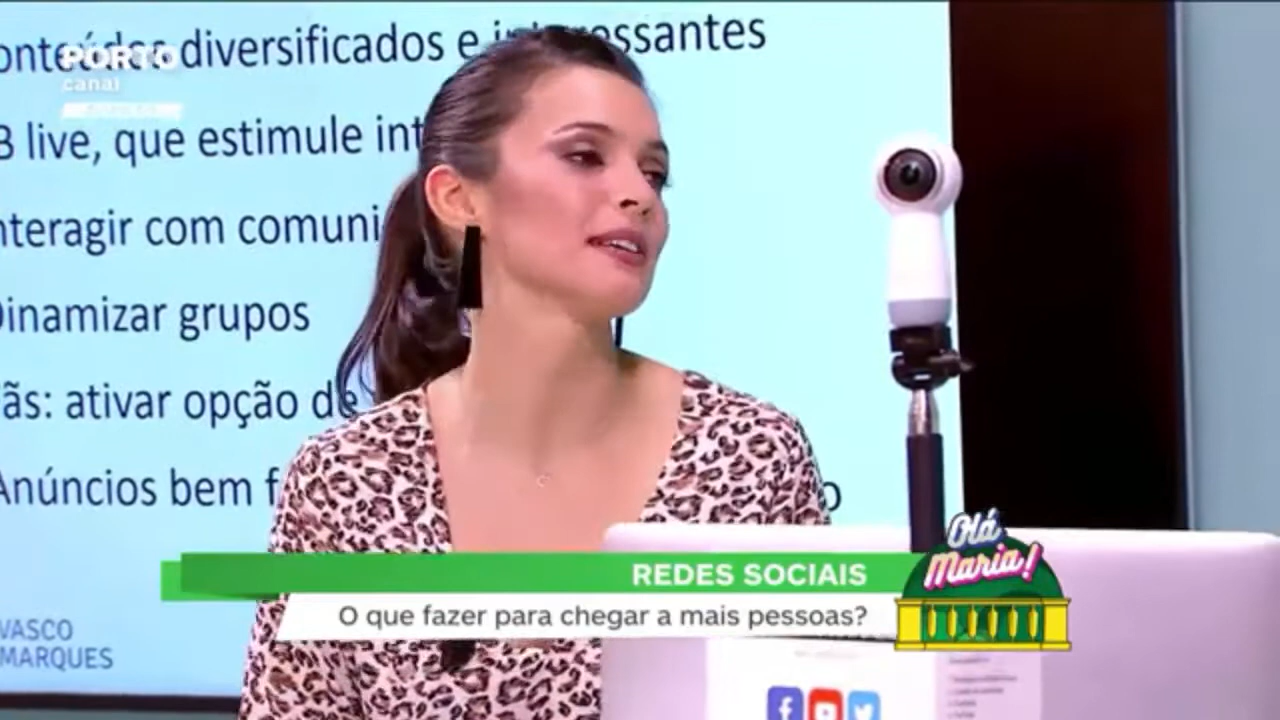 onteúdos diversificados e interessantes
PORTO
canal
B live, que estimule int
nteragir com comuni
Dinamizar grupos
ãs: ativar opção de
Anúncios bem f
o
VASCO
MARQUES
REDES SOCIAIS
O que fazer para chegar a mais pessoas?
Olá
Maria!